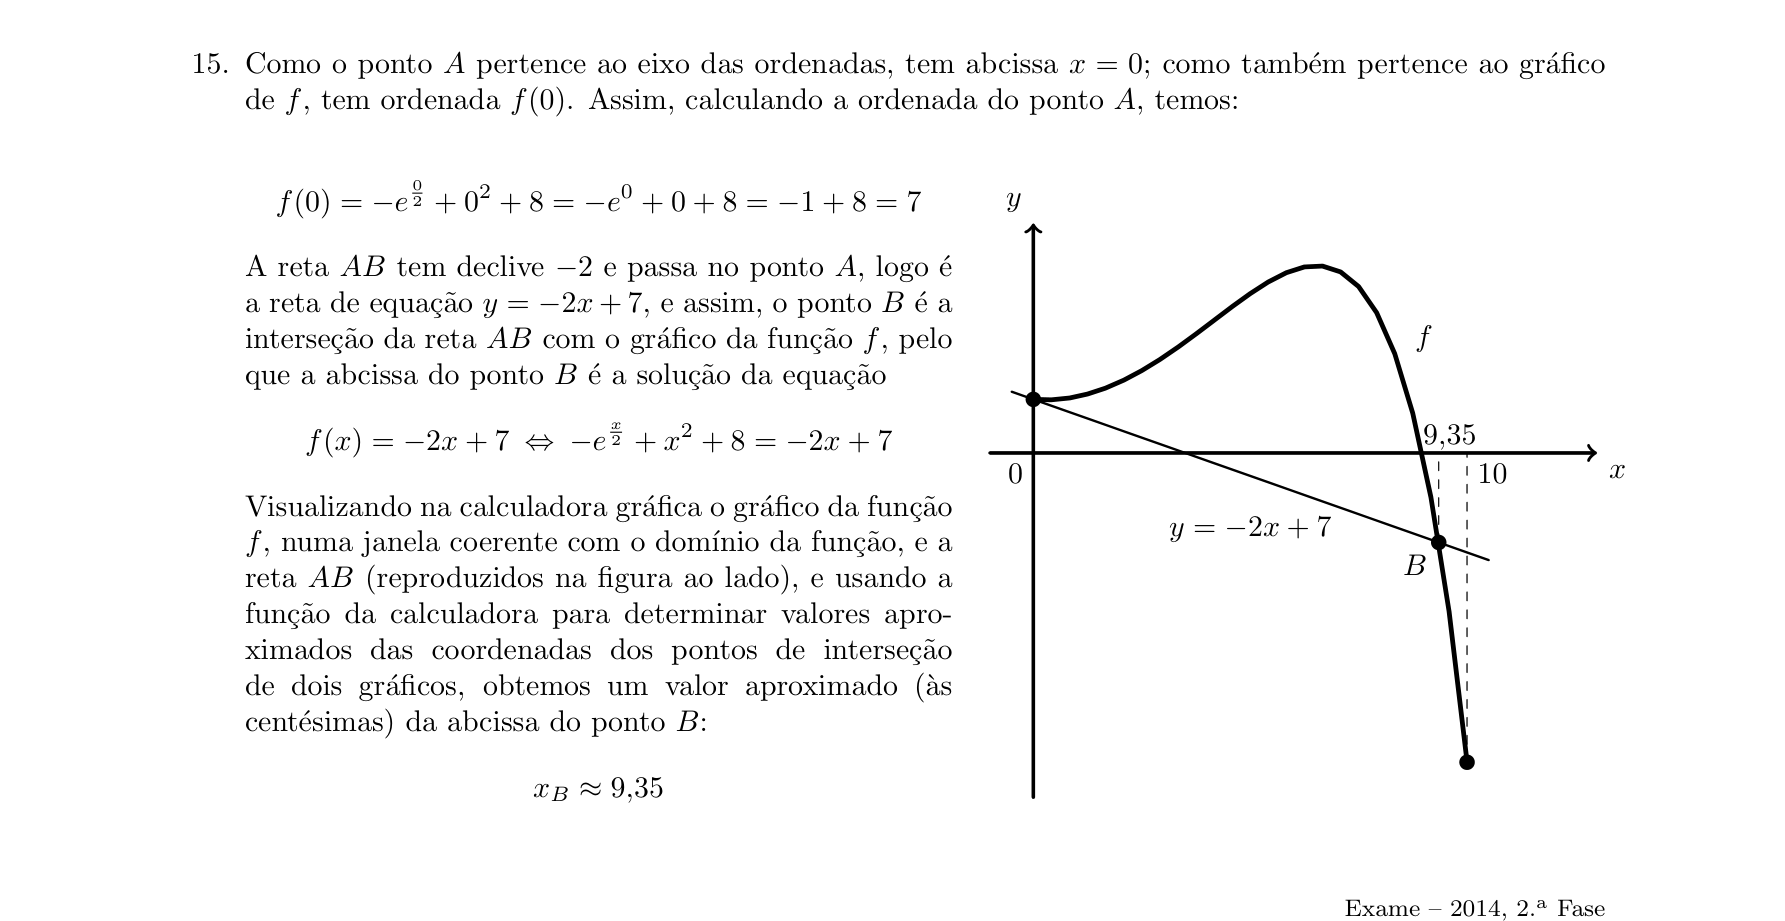 15. Como o ponto A pertence ao eixo das ordenadas, tem abcissa x = 0; como também pertence ao gráfico
de f, tem ordenada f(0). Assim, calculando a ordenada do ponto A, temos:
f(0) = −e^{\frac{0}{2}} + 0² + 8 = −e⁰ + 0 + 8 = −1 + 8 = 7
A reta AB tem declive −2 e passa no ponto A, logo é
a reta de equação y = −2x + 7, e assim, o ponto B é a
interseção da reta AB com o gráfico da função f, pelo
que a abcissa do ponto B é a solução da equação
f(x) = −2x + 7 ⇔ −e^{\frac{x}{2}} + x² + 8 = −2x + 7
Visualizando na calculadora gráfica o gráfico da função
f, numa janela coerente com o domínio da função, e a
reta AB (reproduzidos na figura ao lado), e usando a
função da calculadora para determinar valores apro-
ximados das coordenadas dos pontos de interseção
de dois gráficos, obtemos um valor aproximado (às
centésimas) da abcissa do ponto B:
x_B ≈ 9,35
y
f
9,35
0
10
x
y = −2x + 7
B
Exame – 2014, 2.ª Fase